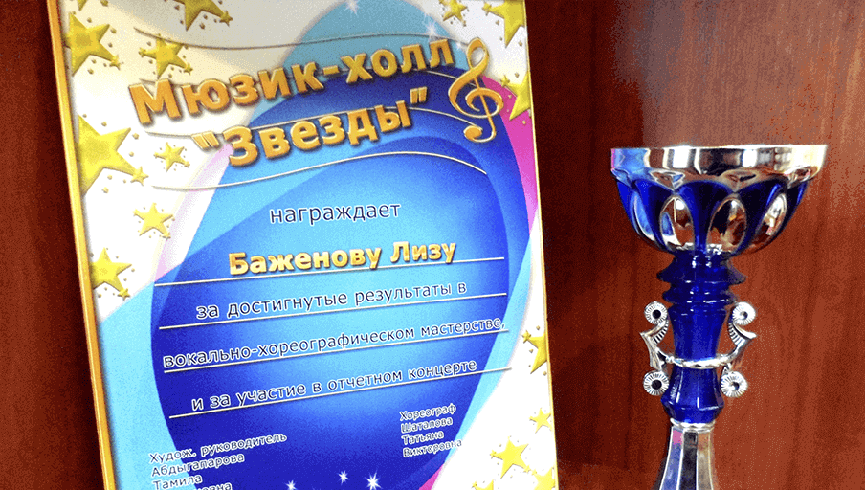 Мюзик-холл
"Звезды"
награждает
Баженову Лизу
за достигнутые результаты в
вокально-хореографическом мастерстве,
и за участие в отчетном концерте
Худож. руководитель
Абдыгапарова
Тамила
Хореограф
Шаталова
Татьяна
Викторовна